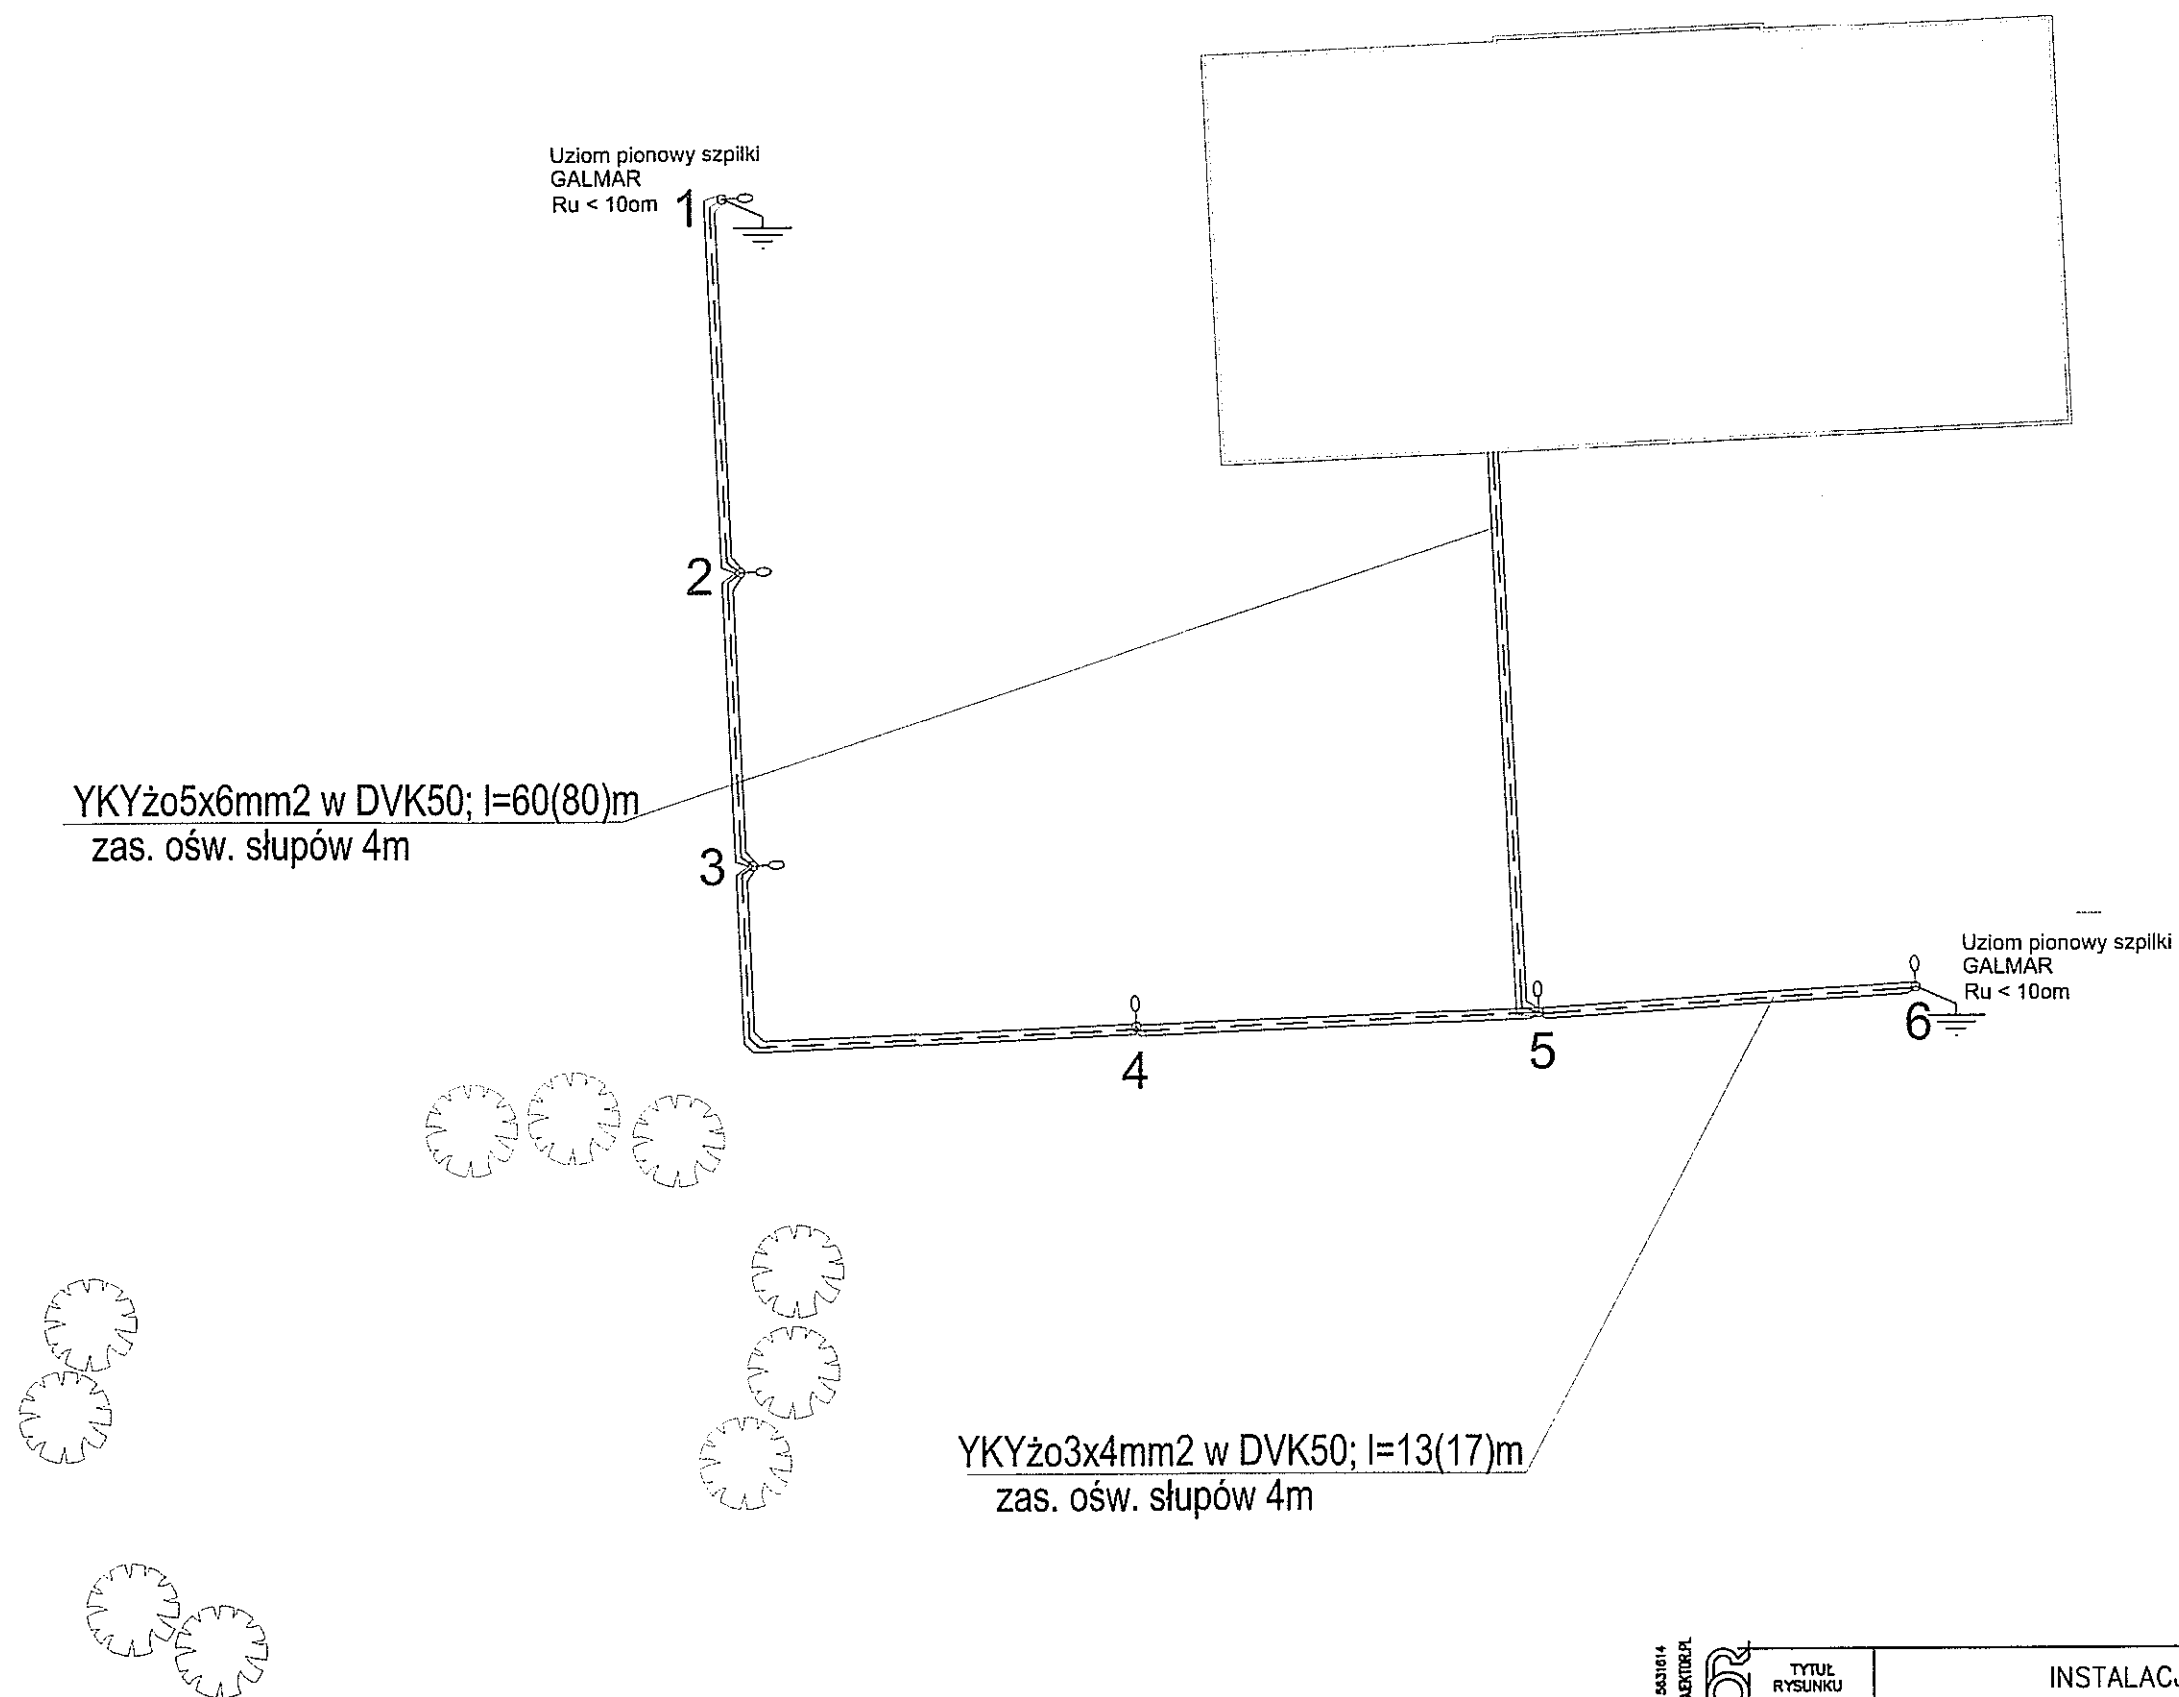 Uziom pionowy szpilki
GALMAR
Ru < 10om
1
2
YKYżo5x6mm2 w DVK50; l=60(80)m
zas. ośw. słupów 4m
3
Uziom pionowy szpilki
GALMAR
Ru < 10om
4
5
6
YKYżo3x4mm2 w DVK50; l=13(17)m
zas. ośw. słupów 4m
5631614
TYTUŁ
RYSUNKU